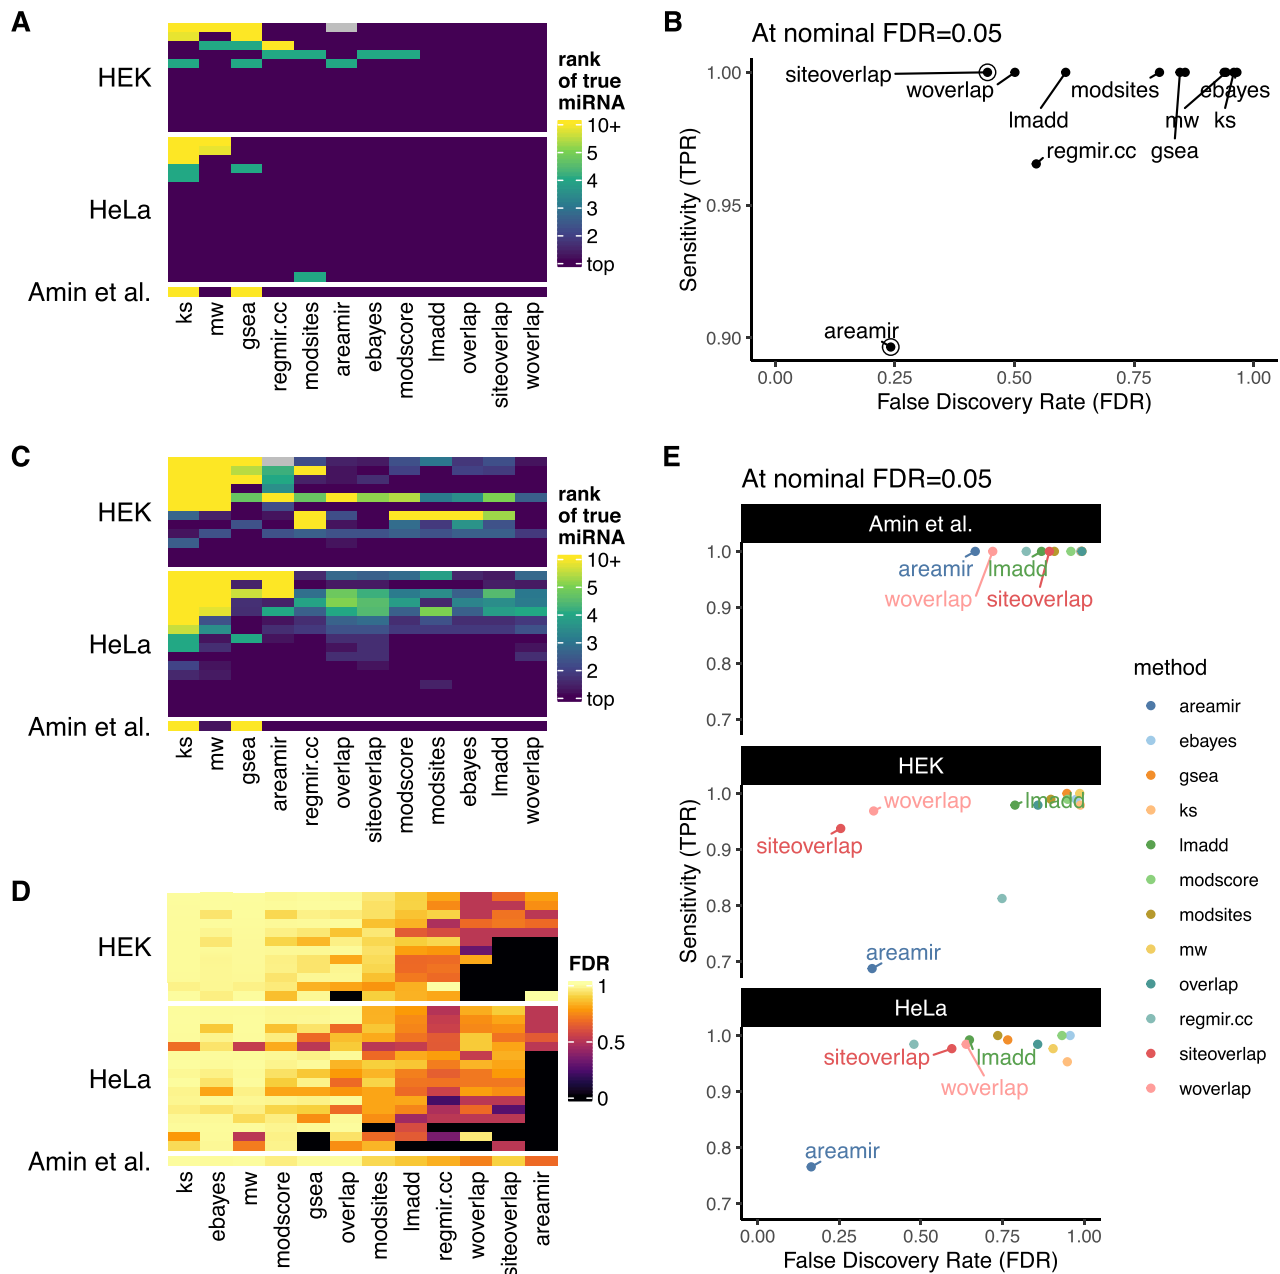 A
HEK
HeLa
Amin et al.
ks
mw
gsea
regmir.cc
modsites
areamir
ebayes
modscore
lmadd
overlap
siteoverlap
woverlap
rank
of true
miRNA
10+
5
4
3
2
top
B
At nominal FDR=0.05
Sensitivity (TPR)
1.00
0.95
0.90
siteoverlap
woverlap
lmadd
modsites
ebayes
mw
ks
gsea
regmir.cc
areamir
0.00
0.25
0.50
0.75
1.00
False Discovery Rate (FDR)
C
HEK
HeLa
Amin et al.
ks
mw
gsea
areamir
regmir.cc
overlap
siteoverlap
modscore
modsites
ebayes
lmadd
woverlap
rank
of true
miRNA
10+
5
4
3
2
top
D
HEK
HeLa
Amin et al.
ks
ebayes
mw
modscore
gsea
overlap
modsites
lmadd
regmir.cc
woverlap
siteoverlap
areamir
FDR
1
0.5
0
E
At nominal FDR=0.05
Sensitivity (TPR)
Amin et al.
1.0
0.9
0.8
0.7
areamir
lmadd
woverlap
siteoverlap
HEK
1.0
0.9
0.8
0.7
woverlap
lmadd
siteoverlap
areamir
HeLa
1.0
0.9
0.8
0.7
siteoverlap
lmadd
woverlap
areamir
0.00
0.25
0.50
0.75
1.00
False Discovery Rate (FDR)
method
areamir
ebayes
gsea
ks
lmadd
modscore
modsites
mw
overlap
regmir.cc
siteoverlap
woverlap